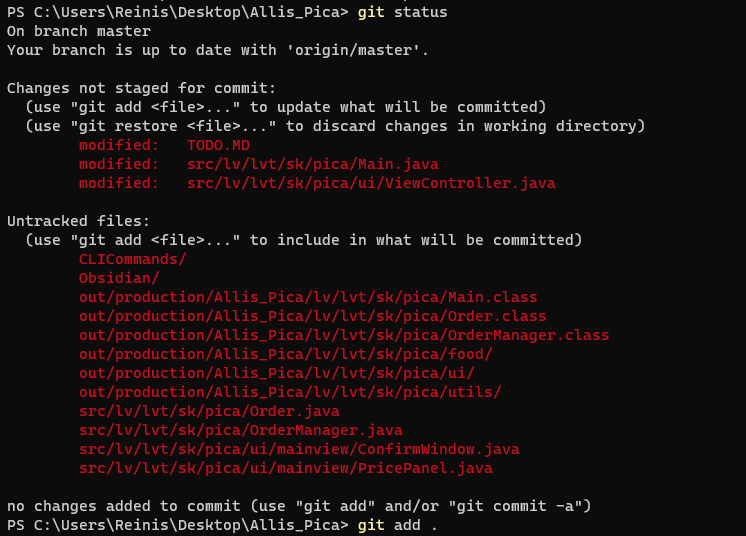 PS C:\Users\Reinis\Desktop\Allis_Pica> git status
On branch master
Your branch is up to date with 'origin/master'.
Changes not staged for commit:
(use "git add <file>..." to update what will be committed)
(use "git restore <file>..." to discard changes in working directory)
modified: TODO.MD
modified: src/lv/lvt/sk/pica/Main.java
modified: src/lv/lvt/sk/pica/ui/ViewController.java
Untracked files:
(use "git add <file>..." to include in what will be committed)
CLICommands/
Obsidian/
out/production/Allis_Pica/lv/lvt/sk/pica/Main.class
out/production/Allis_Pica/lv/lvt/sk/pica/Order.class
out/production/Allis_Pica/lv/lvt/sk/pica/OrderManager.class
out/production/Allis_Pica/lv/lvt/sk/pica/food/
out/production/Allis_Pica/lv/lvt/sk/pica/ui/
out/production/Allis_Pica/lv/lvt/sk/pica/utils/
src/lv/lvt/sk/pica/Order.java
src/lv/lvt/sk/pica/OrderManager.java
src/lv/lvt/sk/pica/ui/mainview/ConfirmWindow.java
src/lv/lvt/sk/pica/ui/mainview/PricePanel.java
no changes added to commit (use "git add" and/or "git commit -a")
PS C:\Users\Reinis\Desktop\Allis_Pica> git add .